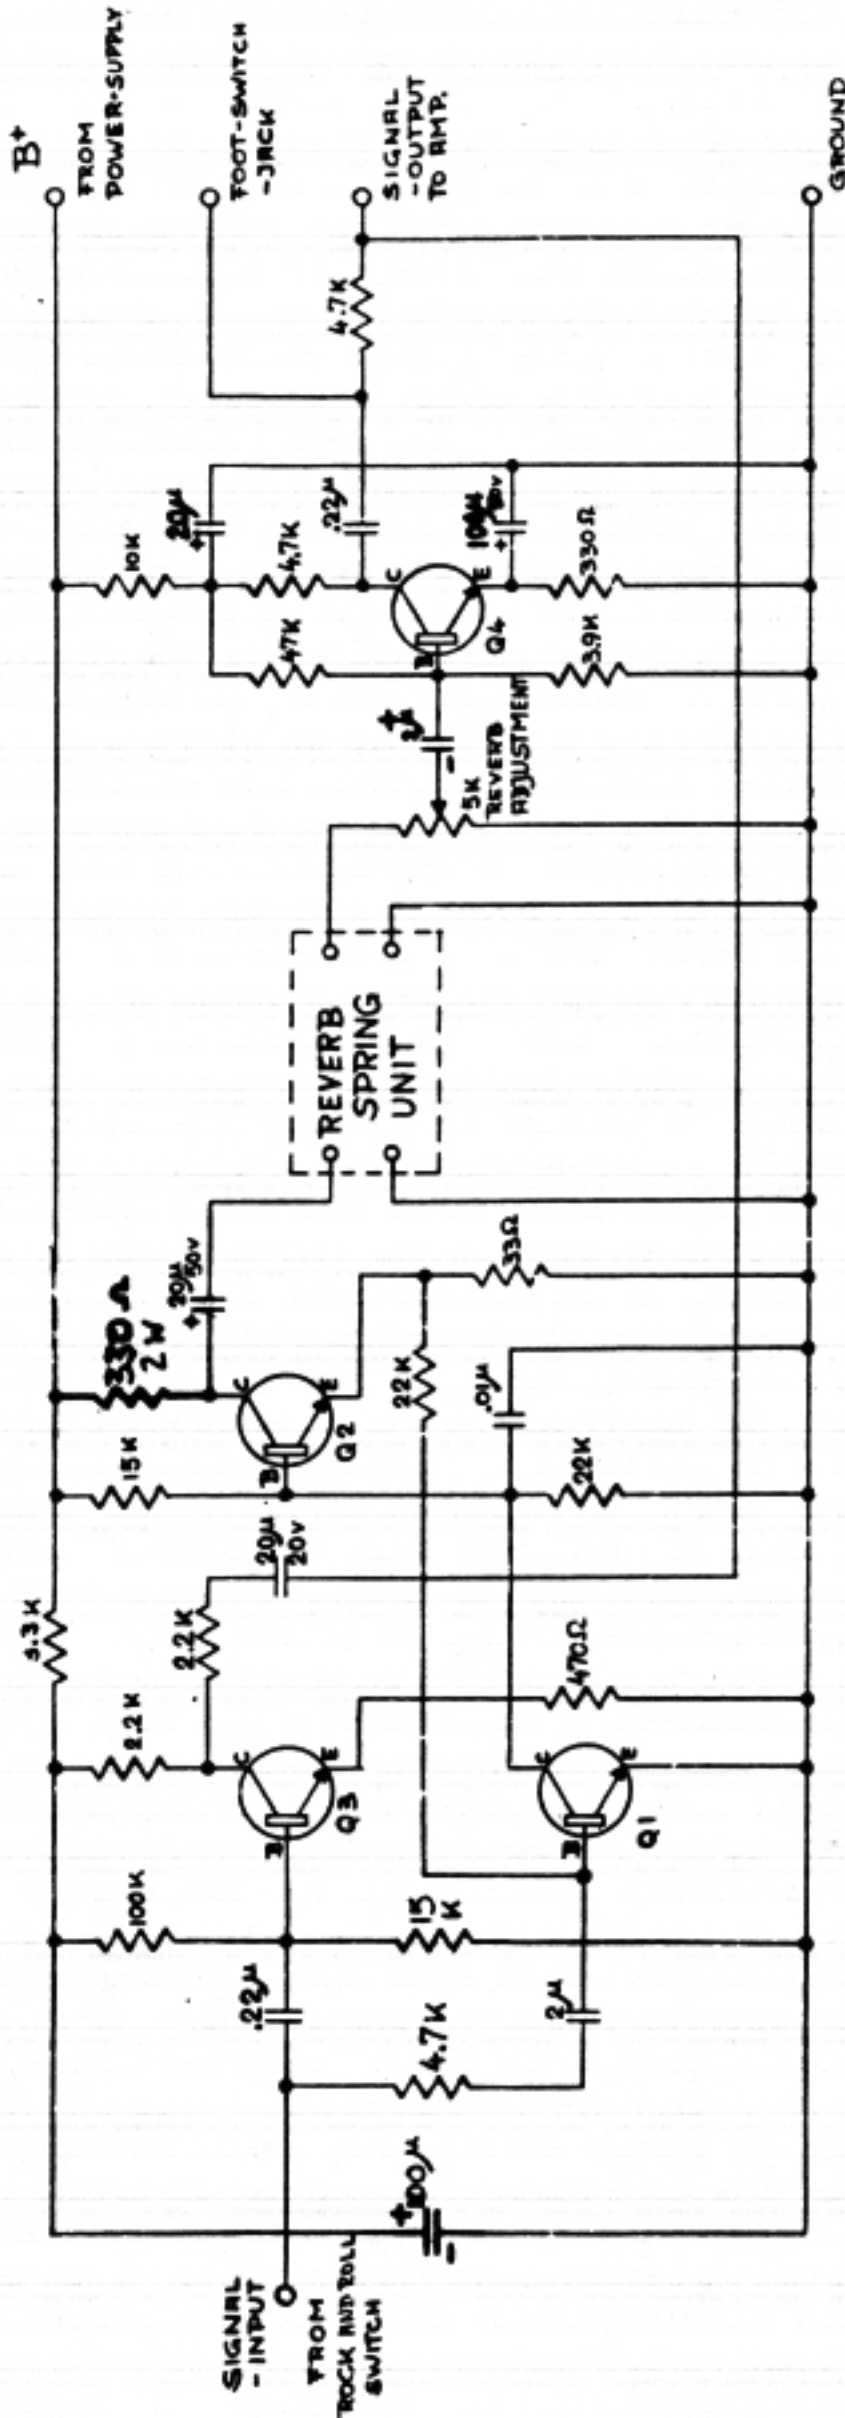 B+
FROM
POWER-SUPPLY
FOOT-SWITCH
-JACK
SIGNAL
-OUTPUT
TO AMP.
GROUND
SIGNAL
-INPUT
FROM
ROCK AND ROLL
SWITCH
+
100μ
-
.22μ
4.7K
2μ
100K
15
K
B
C
E
Q3
B
C
E
Q1
2.2K
2.2K
470Ω
20μ
20V
15K
22K
.01μ
22K
330Ω
2W
B
C
E
Q2
+
20μ
50V
33Ω
REVERB
SPRING
UNIT
5K
REVERB
ADJUSTMENT
+
2μ
-
47K
3.9K
10K
4.7K
B
C
E
Q4
330Ω
+
20μ
.22μ
+
100μ
4.7K